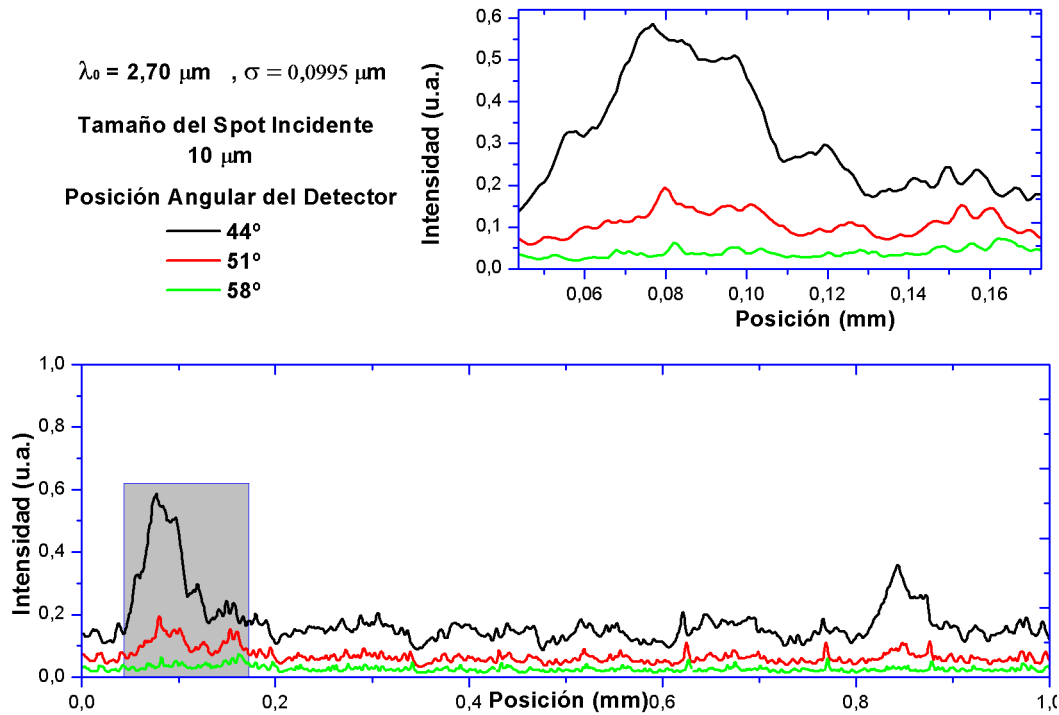 λ₀ = 2,70 µm , σ = 0,0995 µm
Tamaño del Spot Incidente
10 µm
Posición Angular del Detector
44º
51º
58º
Intensidad (u.a.)
0,6
0,5
0,4
0,3
0,2
0,1
0,0
0,06 0,08 0,10 0,12 0,14 0,16
Posición (mm)
Intensidad (u.a.)
1,0
0,8
0,6
0,4
0,2
0,0
0,0 0,2 0,4 0,6 0,8 1,0
Posición (mm)